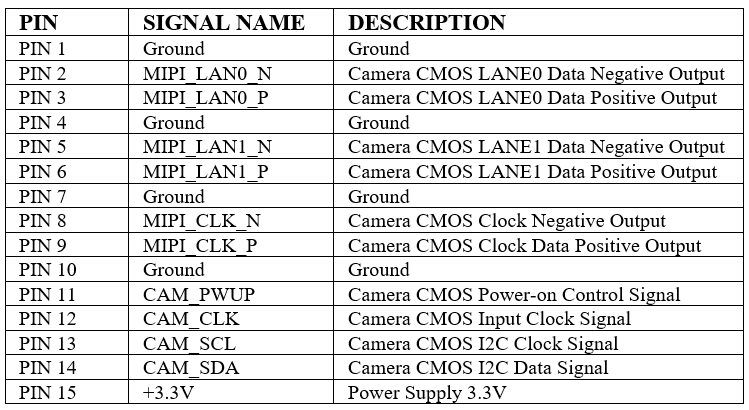 PIN SIGNAL NAME DESCRIPTION
PIN 1 Ground Ground
PIN 2 MIPI_LAN0_N Camera CMOS LANE0 Data Negative Output
PIN 3 MIPI_LAN0_P Camera CMOS LANE0 Data Positive Output
PIN 4 Ground Ground
PIN 5 MIPI_LAN1_N Camera CMOS LANE1 Data Negative Output
PIN 6 MIPI_LAN1_P Camera CMOS LANE1 Data Positive Output
PIN 7 Ground Ground
PIN 8 MIPI_CLK_N Camera CMOS Clock Negative Output
PIN 9 MIPI_CLK_P Camera CMOS Clock Data Positive Output
PIN 10 Ground Ground
PIN 11 CAM_PWUP Camera CMOS Power-on Control Signal
PIN 12 CAM_CLK Camera CMOS Input Clock Signal
PIN 13 CAM_SCL Camera CMOS I2C Clock Signal
PIN 14 CAM_SDA Camera CMOS I2C Data Signal
PIN 15 +3.3V Power Supply 3.3V